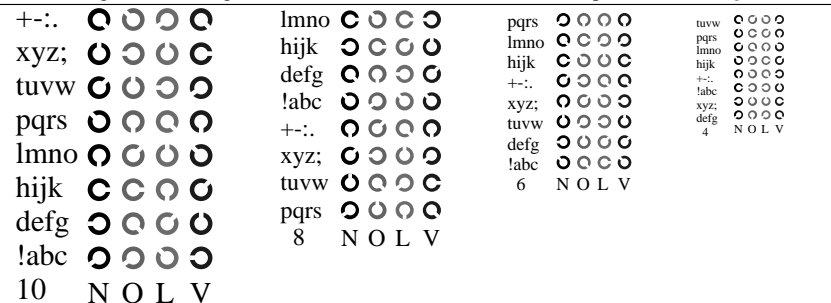 +-:.
xyz;
tuvw
pqrs
lmno
hijk
defg
!abc
10 N O L V
lmno
hijk
defg
!abc
+-:.
xyz;
tuvw
pqrs
8 N O L V
pqrs
lmno
hijk
+-:.
xyz;
tuvw
defg
!abc
6 N O L V
tuvw
pqrs
lmno
hijk
+-:.
!abc
xyz;
defg
4 N O L V